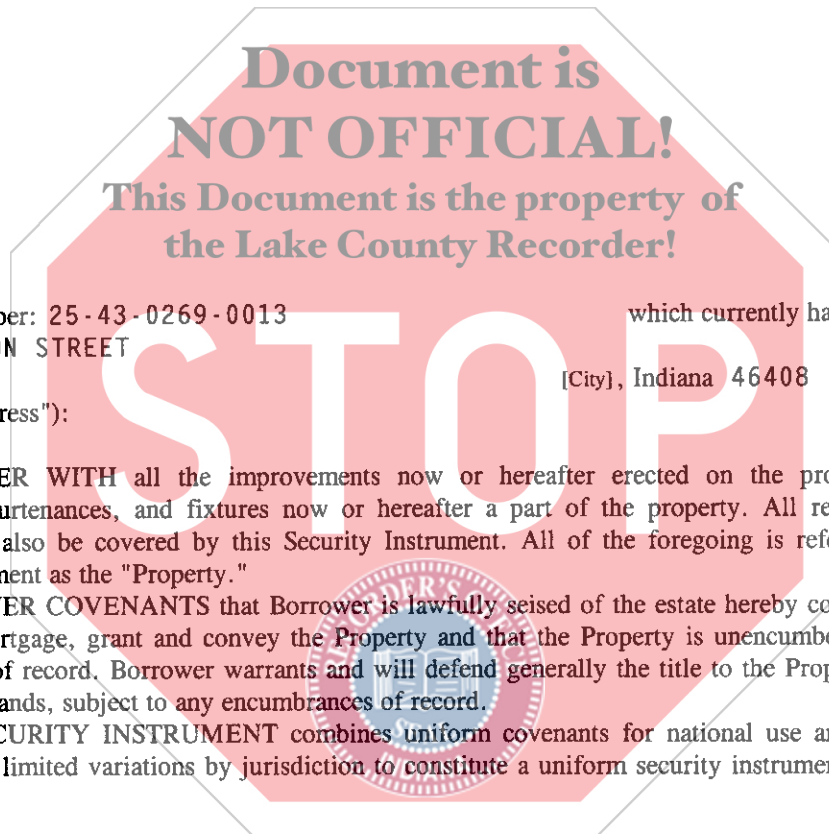 Document is
NOT OFFICIAL!
This Document is the property of
the Lake County Recorder!
ber: 25-43-0269-0013 which currently ha
N STREET
[City], Indiana 46408
ress"):
STOP
ER WITH all the improvements now or hereafter erected on the pro
urtenances, and fixtures now or hereafter a part of the property. All re
also be covered by this Security Instrument. All of the foregoing is refe
ment as the "Property."
ER COVENANTS that Borrower is lawfully seised of the estate hereby co
rtgage, grant and convey the Property and that the Property is unencumbe
of record. Borrower warrants and will defend generally the title to the Prop
ands, subject to any encumbrances of record.
CURITY INSTRUMENT combines uniform covenants for national use an
limited variations by jurisdiction to constitute a uniform security instrumen
SEAL
INDIANA